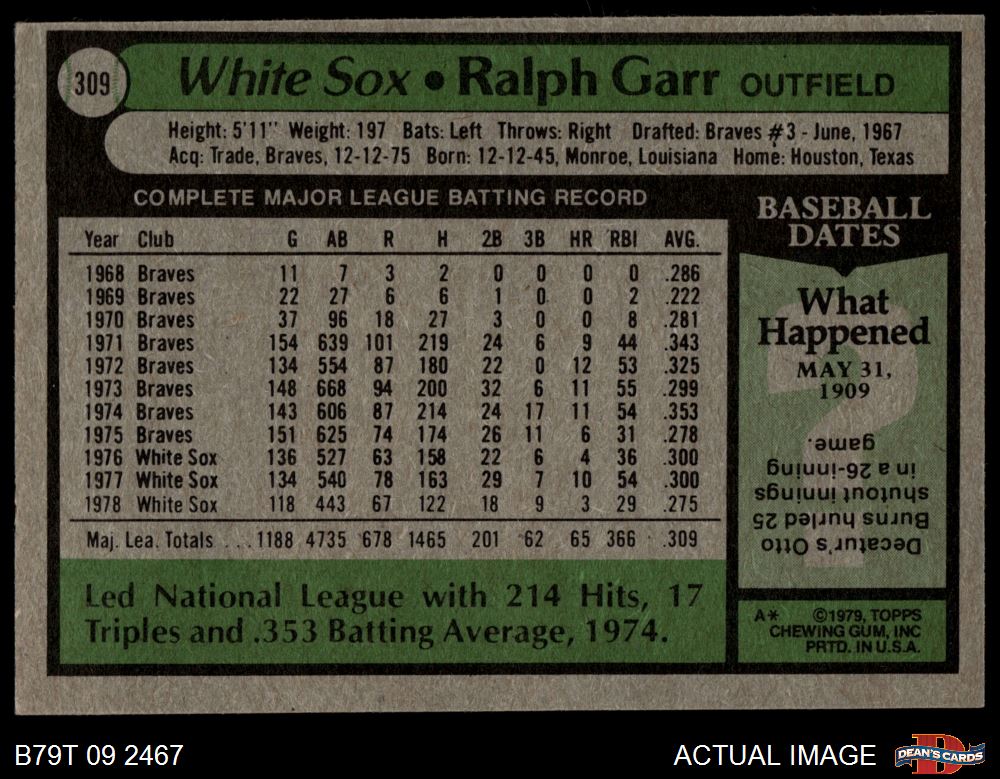 309
White Sox • Ralph Garr OUTFIELD
Height: 5'11" Weight: 197 Bats: Left Throws: Right Drafted: Braves #3 - June, 1967
Acq: Trade, Braves, 12-12-75 Born: 12-12-45, Monroe, Louisiana Home: Houston, Texas
COMPLETE MAJOR LEAGUE BATTING RECORD
Year Club G AB R H 2B 3B HR RBI AVG.
1968 Braves 11 7 3 2 0 0 0 0 .286
1969 Braves 22 27 6 6 1 0 0 2 .222
1970 Braves 37 96 18 27 3 0 0 8 .281
1971 Braves 154 639 101 219 24 6 9 44 .343
1972 Braves 134 554 87 180 22 0 12 53 .325
1973 Braves 148 668 94 200 32 6 11 55 .299
1974 Braves 143 606 87 214 24 17 11 54 .353
1975 Braves 151 625 74 174 26 11 6 31 .278
1976 White Sox 136 527 63 158 22 6 4 36 .300
1977 White Sox 134 540 78 163 29 7 10 54 .300
1978 White Sox 118 443 67 122 18 9 3 29 .275
Maj. Lea. Totals ... 1188 4735 678 1465 201 62 65 366 .309
Led National League with 214 Hits, 17
Triples and .353 Batting Average, 1974.
BASEBALL
DATES
What
Happened
MAY 31,
1909
Decatur's Otto
Burns hurled 25
shutout innings
in a 26-inning
game.
A* ©1979, TOPPS
CHEWING GUM, INC
PRTD. IN U.S.A.
B79T 09 2467
ACTUAL IMAGE
D
DEAN'S CARDS